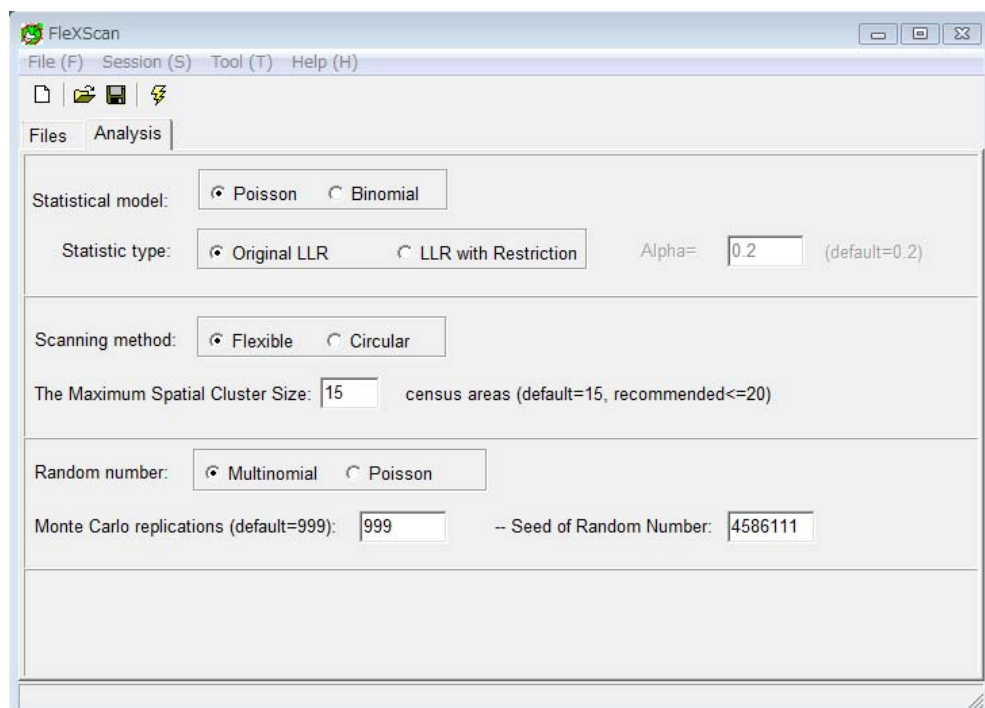 FleXScan
File (F) Session (S) Tool (T) Help (H)
Files Analysis
Statistical model: Poisson Binomial
Statistic type: Original LLR LLR with Restriction Alpha= 0.2 (default=0.2)
Scanning method: Flexible Circular
The Maximum Spatial Cluster Size: 15 census areas (default=15, recommended<=20)
Random number: Multinomial Poisson
Monte Carlo replications (default=999): 999 -- Seed of Random Number: 4586111